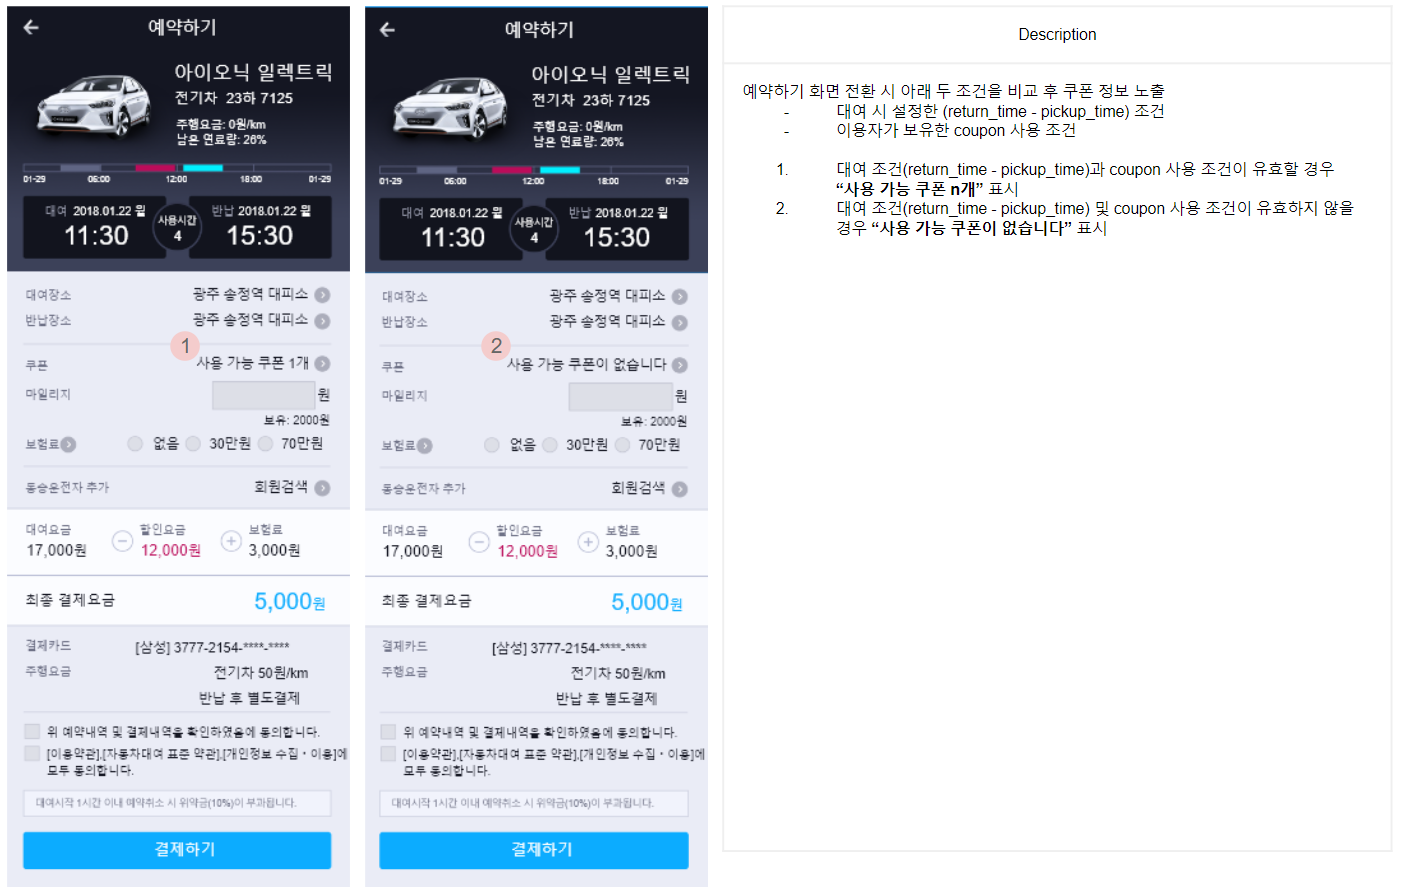 예약하기
아이오닉 일렉트릭
전기차 23하 7125
주행요금: 0원/km
남은 연료량: 26%
01-29 06:00 12:00 18:00 01-29
대여 2018.01.22 월
11:30
사용시간
4
반납 2018.01.22 월
15:30
대여장소 광주 송정역 대피소
반납장소 광주 송정역 대피소
1
쿠폰 사용 가능 쿠폰 1개
마일리지 원
보유: 2000원
보험료 없음 30만원 70만원
동승운전자 추가 회원검색
대여요금 할인요금 보험료
17,000원 12,000원 3,000원
최종 결제요금 5,000원
결제카드 [삼성] 3777-2154-****-****
주행요금 전기차 50원/km
반납 후 별도결제
위 예약내역 및 결제내역을 확인하였음에 동의합니다.
[이용약관],[자동차대여 표준 약관],[개인정보 수집・이용]에
모두 동의합니다.
대여시작 1시간 이내 예약취소 시 위약금(10%)이 부과됩니다.
결제하기
예약하기
아이오닉 일렉트릭
전기차 23하 7125
주행요금: 0원/km
남은 연료량: 26%
01-29 06:00 12:00 18:00 01-29
대여 2018.01.22 월
11:30
사용시간
4
반납 2018.01.22 월
15:30
대여장소 광주 송정역 대피소
반납장소 광주 송정역 대피소
2
쿠폰 사용 가능 쿠폰이 없습니다
마일리지 원
보유: 2000원
보험료 없음 30만원 70만원
동승운전자 추가 회원검색
대여요금 할인요금 보험료
17,000원 12,000원 3,000원
최종 결제요금 5,000원
결제카드 [삼성] 3777-2154-****-****
주행요금 전기차 50원/km
반납 후 별도결제
위 예약내역 및 결제내역을 확인하였음에 동의합니다.
[이용약관],[자동차대여 표준 약관],[개인정보 수집・이용]에
모두 동의합니다.
대여시작 1시간 이내 예약취소 시 위약금(10%)이 부과됩니다.
결제하기
Description
예약하기 화면 전환 시 아래 두 조건을 비교 후 쿠폰 정보 노출
- 대여 시 설정한 (return_time - pickup_time) 조건
- 이용자가 보유한 coupon 사용 조건
1. 대여 조건(return_time - pickup_time)과 coupon 사용 조건이 유효할 경우
“사용 가능 쿠폰 n개” 표시
2. 대여 조건(return_time - pickup_time) 및 coupon 사용 조건이 유효하지 않을
경우 “사용 가능 쿠폰이 없습니다” 표시